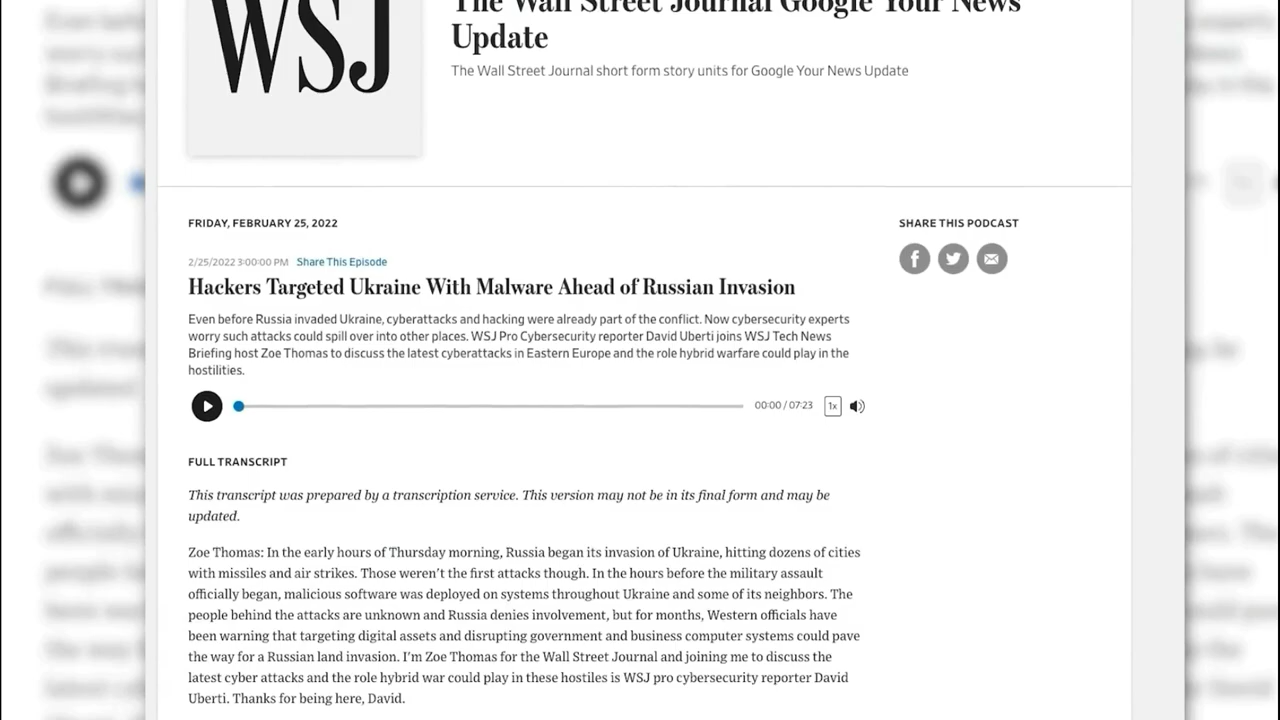 WSJ
The Wall Street Journal Google Your News
Update
The Wall Street Journal short form story units for Google Your News Update
FRIDAY, FEBRUARY 25, 2022
SHARE THIS PODCAST
2/25/2022 3:00:00 PM Share This Episode
Hackers Targeted Ukraine With Malware Ahead of Russian Invasion
Even before Russia invaded Ukraine, cyberattacks and hacking were already part of the conflict. Now cybersecurity experts
worry such attacks could spill over into other places. WSJ Pro Cybersecurity reporter David Uberti joins WSJ Tech News
Briefing host Zoe Thomas to discuss the latest cyberattacks in Eastern Europe and the role hybrid warfare could play in the
hostilities.
00:00 / 07:23 1x
FULL TRANSCRIPT
This transcript was prepared by a transcription service. This version may not be in its final form and may be
updated.
Zoe Thomas: In the early hours of Thursday morning, Russia began its invasion of Ukraine, hitting dozens of cities
with missiles and air strikes. Those weren't the first attacks though. In the hours before the military assault
officially began, malicious software was deployed on systems throughout Ukraine and some of its neighbors. The
people behind the attacks are unknown and Russia denies involvement, but for months, Western officials have
been warning that targeting digital assets and disrupting government and business computer systems could pave
the way for a Russian land invasion. I'm Zoe Thomas for the Wall Street Journal and joining me to discuss the
latest cyber attacks and the role hybrid war could play in these hostiles is WSJ pro cybersecurity reporter David
Uberti. Thanks for being here, David.